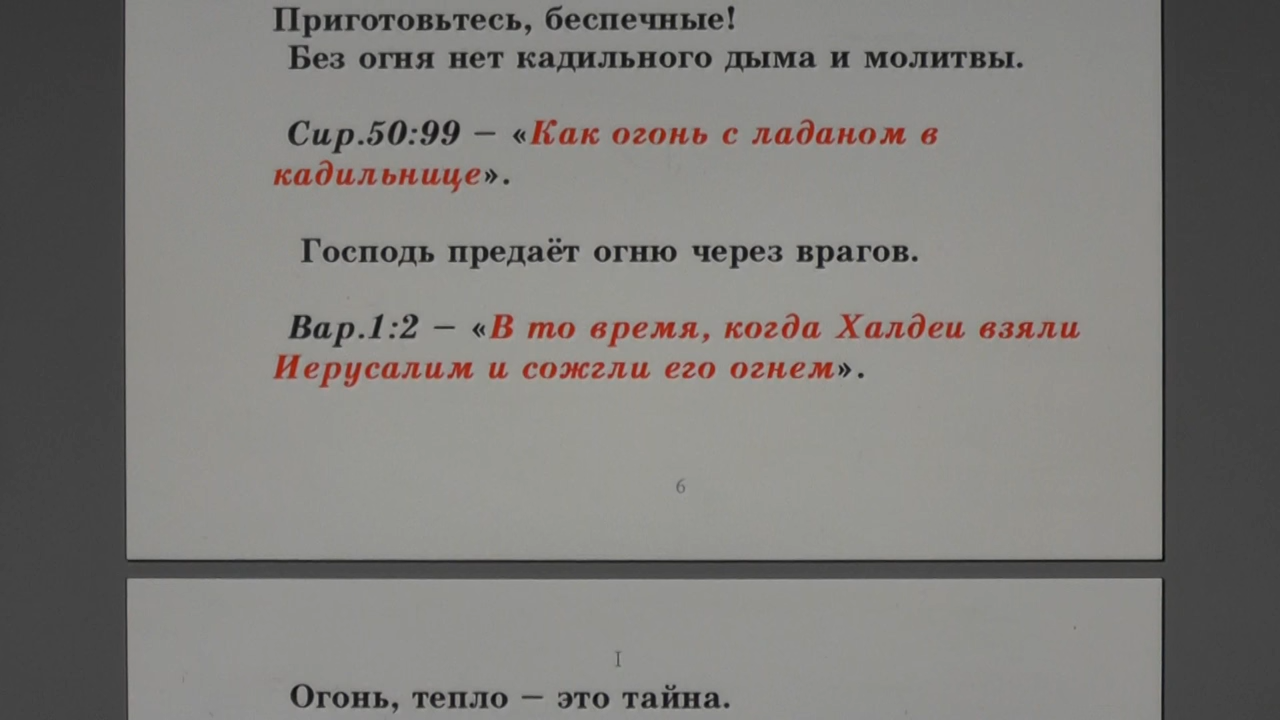 Приготовьтесь, беспечные!
Без огня нет кадильного дыма и молитвы.
Сир.50:99 – «Как огонь с ладаном в
кадильнице».
Господь предаёт огню через врагов.
Вар.1:2 – «В то время, когда Халдеи взяли
Иерусалим и сожгли его огнем».
6
Огонь, тепло – это тайна.